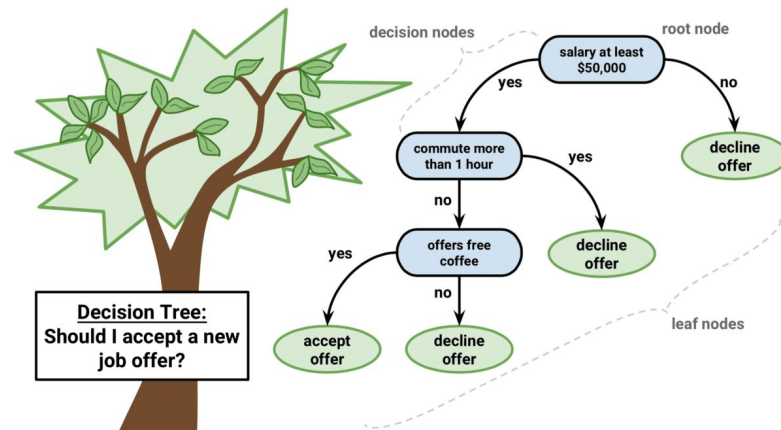 decision nodes
root node
salary at least
$50,000
yes
no
commute more
than 1 hour
decline
offer
yes
no
offers free
coffee
decline
offer
yes
no
leaf nodes
accept
offer
decline
offer
Decision Tree:
Should I accept a new
job offer?